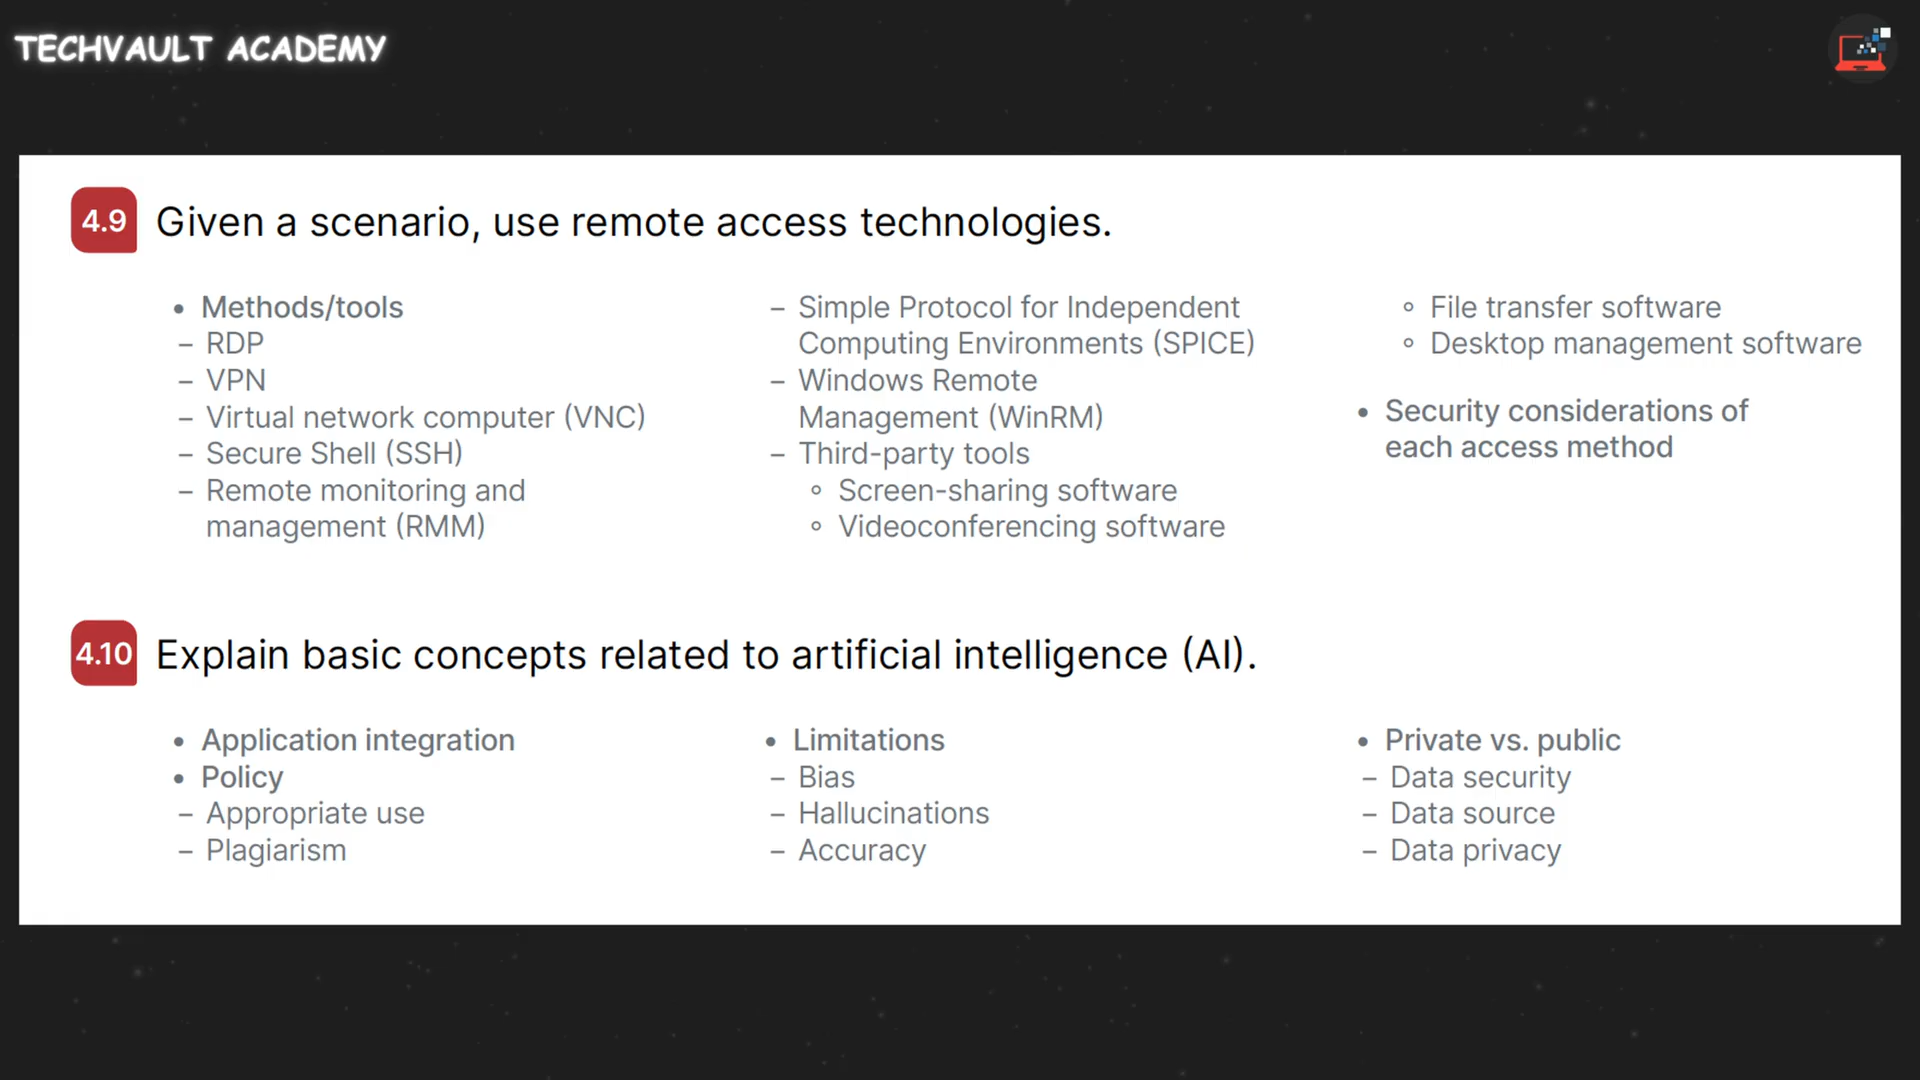 TECHVAULT ACADEMY
4.9 Given a scenario, use remote access technologies.
• Methods/tools
– RDP
– VPN
– Virtual network computer (VNC)
– Secure Shell (SSH)
– Remote monitoring and
management (RMM)
– Simple Protocol for Independent
Computing Environments (SPICE)
– Windows Remote
Management (WinRM)
– Third-party tools
◦ Screen-sharing software
◦ Videoconferencing software
◦ File transfer software
◦ Desktop management software
• Security considerations of
each access method
4.10 Explain basic concepts related to artificial intelligence (AI).
• Application integration
• Policy
– Appropriate use
– Plagiarism
• Limitations
– Bias
– Hallucinations
– Accuracy
• Private vs. public
– Data security
– Data source
– Data privacy